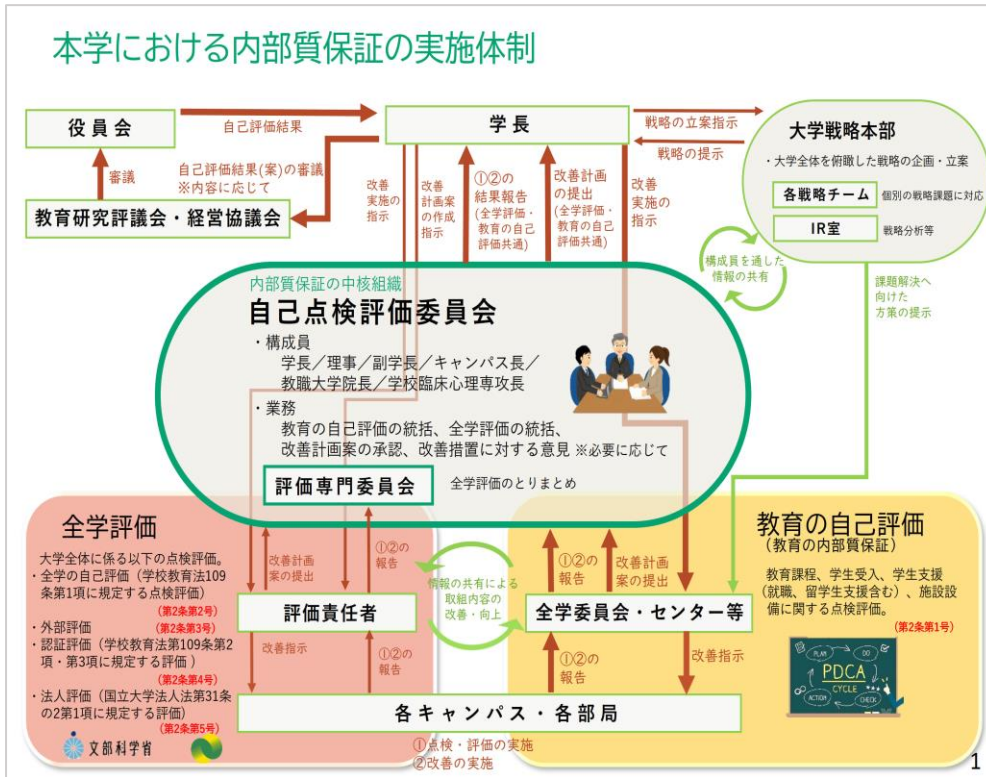 本学における内部質保証の実施体制
役員会
自己評価結果
学長
戦略の立案指示
戦略の提示
大学戦略本部
・大学全体を俯瞰した戦略の企画・立案
各戦略チーム
個別の戦略課題に対応
IR室
戦略分析等
審議
自己評価結果(案)の審議
※内容に応じて
教育研究評議会・経営協議会
改善
実施の
指示
改善
計画案
の作成
指示
①②の
結果報告
(全学評価・
教育の自己
評価共通)
改善計画
の提出
(全学評価・
教育の自己
評価共通)
改善
実施の
指示
構成員を通した
情報の共有
課題解決へ
向けた
方策の提示
内部質保証の中核組織
自己点検評価委員会
・構成員
学長／理事／副学長／キャンパス長／
教職大学院長／学校臨床心理専攻長
・業務
教育の自己評価の統括、全学評価の統括、
改善計画案の承認、改善措置に対する意見 ※必要に応じて
評価専門委員会
全学評価のとりまとめ
全学評価
大学全体に係る以下の点検評価。
・全学の自己評価（学校教育法109
条第1項に規定する点検評価）
(第2条第2号)
・外部評価
(第2条第3号)
・認証評価（学校教育法第109条第2
項・第3項に規定する評価 ）
(第2条第4号)
・法人評価（国立大学法人法第31条
の2第1項に規定する評価）
(第2条第5号)
文部科学省
改善計画
案の提出
①②の
報告
評価責任者
改善指示
①②の
報告
情報の共有による
取組内容の
改善・向上
①②の
報告
改善計画
案の提出
全学委員会・センター等
①②の
報告
改善指示
教育の自己評価
(教育の内部質保証)
教育課程、学生受入、学生支援
（就職、留学生支援含む）、施設設
備に関する点検評価。
(第2条第1号)
PLAN
DO
PDCA
CYCLE
ACTION
CHECK
各キャンパス・各部局
①点検・評価の実施
②改善の実施
1